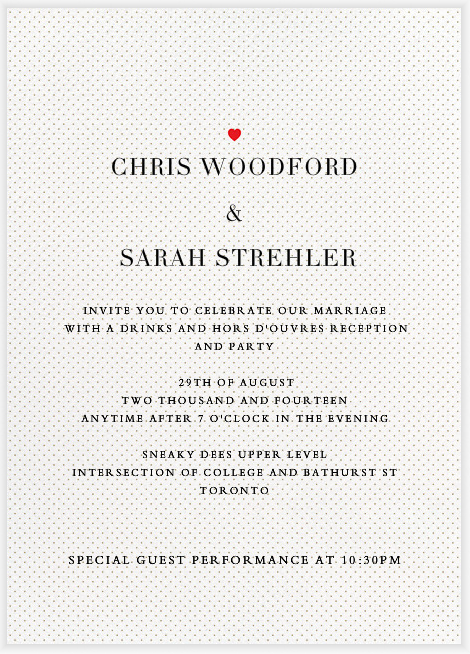 CHRIS WOODFORD
&
SARAH STREHLER
INVITE YOU TO CELEBRATE OUR MARRIAGE
WITH A DRINKS AND HORS D'OUVRES RECEPTION
AND PARTY
29TH OF AUGUST
TWO THOUSAND AND FOURTEEN
ANYTIME AFTER 7 O'CLOCK IN THE EVENING
SNEAKY DEES UPPER LEVEL
INTERSECTION OF COLLEGE AND BATHURST ST
TORONTO
SPECIAL GUEST PERFORMANCE AT 10:30PM